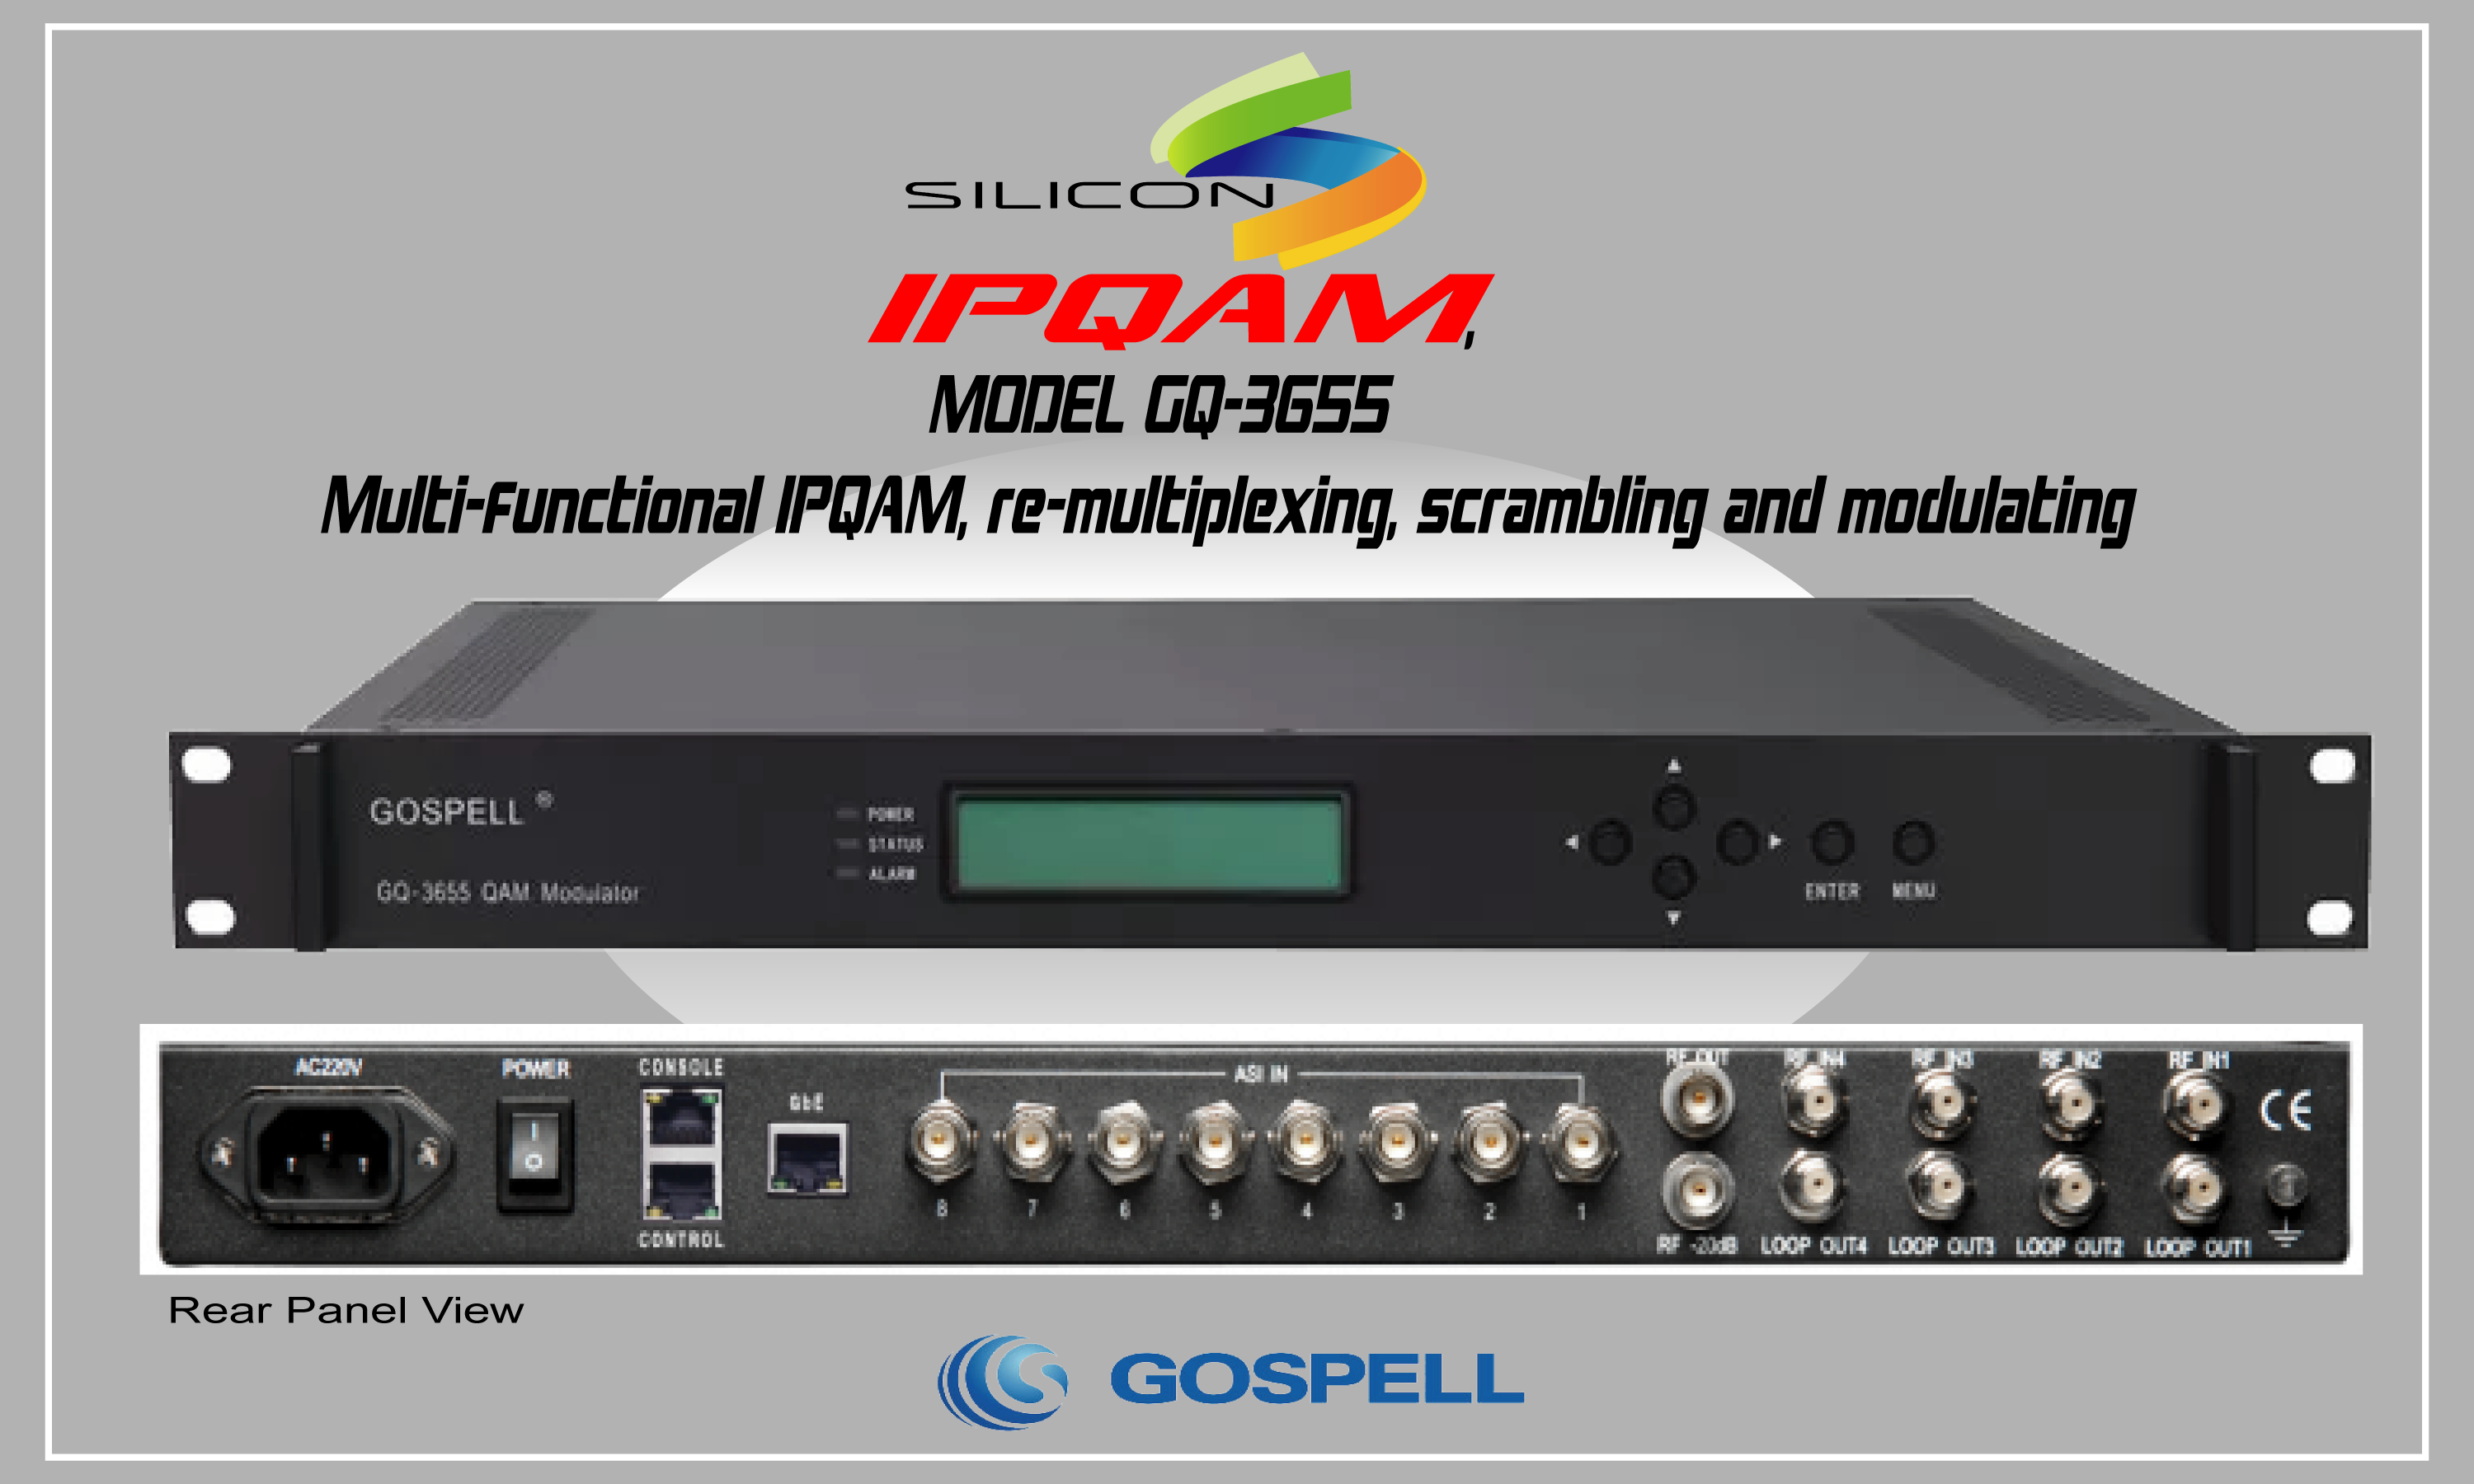 SILICON
IPQAM,
MODEL GQ-3655
Multi-Functional IPQAM, re-multiplexing, scrambling and modulating
GOSPELL ®
GQ-3655 QAM Modulator
POWER
STATUS
ALARM
ENTER MENU
AC220V POWER CONSOLE GbE ASI IN RF OUT RF IN4 RF IN3 RF IN2 RF IN1
CE
I
O
8 7 6 5 4 3 2 1
CONTROL RF -20dB LOOP OUT4 LOOP OUT3 LOOP OUT2 LOOP OUT1
Rear Panel View
GOSPELL